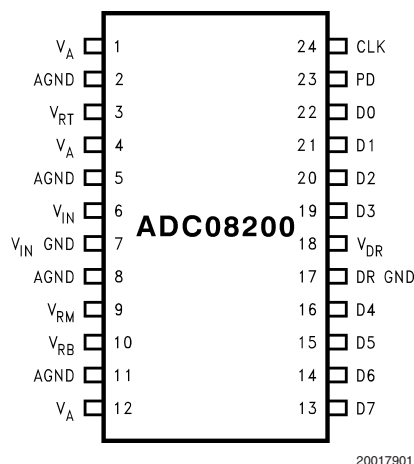 V_A 1 24 CLK
AGND 2 23 PD
V_RT 3 22 D0
V_A 4 21 D1
AGND 5 20 D2
V_IN 6 19 D3
ADC08200
V_IN GND 7 18 V_DR
AGND 8 17 DR GND
V_RM 9 16 D4
V_RB 10 15 D5
AGND 11 14 D6
V_A 12 13 D7
20017901